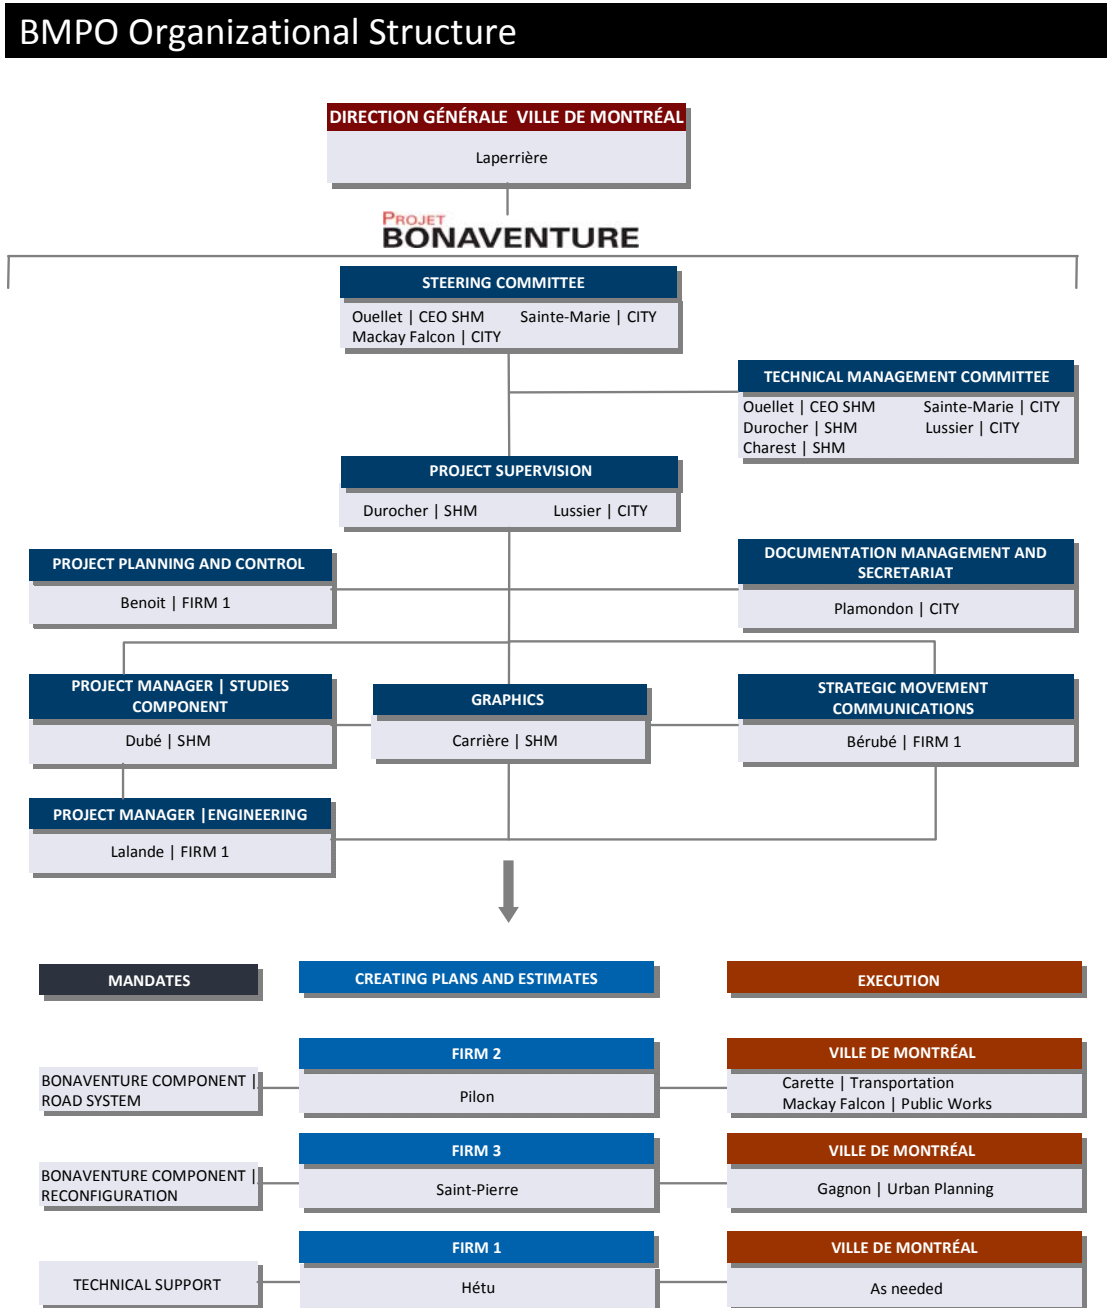 BMPO Organizational Structure
DIRECTION GÉNÉRALE VILLE DE MONTRÉAL
Laperrière
PROJET
BONAVENTURE
STEERING COMMITTEE
Ouellet | CEO SHM Sainte-Marie | CITY
Mackay Falcon | CITY
TECHNICAL MANAGEMENT COMMITTEE
Ouellet | CEO SHM Sainte-Marie | CITY
Durocher | SHM Lussier | CITY
Charest | SHM
PROJECT SUPERVISION
Durocher | SHM Lussier | CITY
PROJECT PLANNING AND CONTROL
Benoit | FIRM 1
DOCUMENTATION MANAGEMENT AND
SECRETARIAT
Plamondon | CITY
PROJECT MANAGER | STUDIES
COMPONENT
Dubé | SHM
GRAPHICS
Carrière | SHM
STRATEGIC MOVEMENT
COMMUNICATIONS
Bérubé | FIRM 1
PROJECT MANAGER |ENGINEERING
Lalande | FIRM 1
MANDATES
CREATING PLANS AND ESTIMATES
EXECUTION
BONAVENTURE COMPONENT |
ROAD SYSTEM
FIRM 2
Pilon
VILLE DE MONTRÉAL
Carette | Transportation
Mackay Falcon | Public Works
BONAVENTURE COMPONENT |
RECONFIGURATION
FIRM 3
Saint-Pierre
VILLE DE MONTRÉAL
Gagnon | Urban Planning
TECHNICAL SUPPORT
FIRM 1
Hétu
VILLE DE MONTRÉAL
As needed